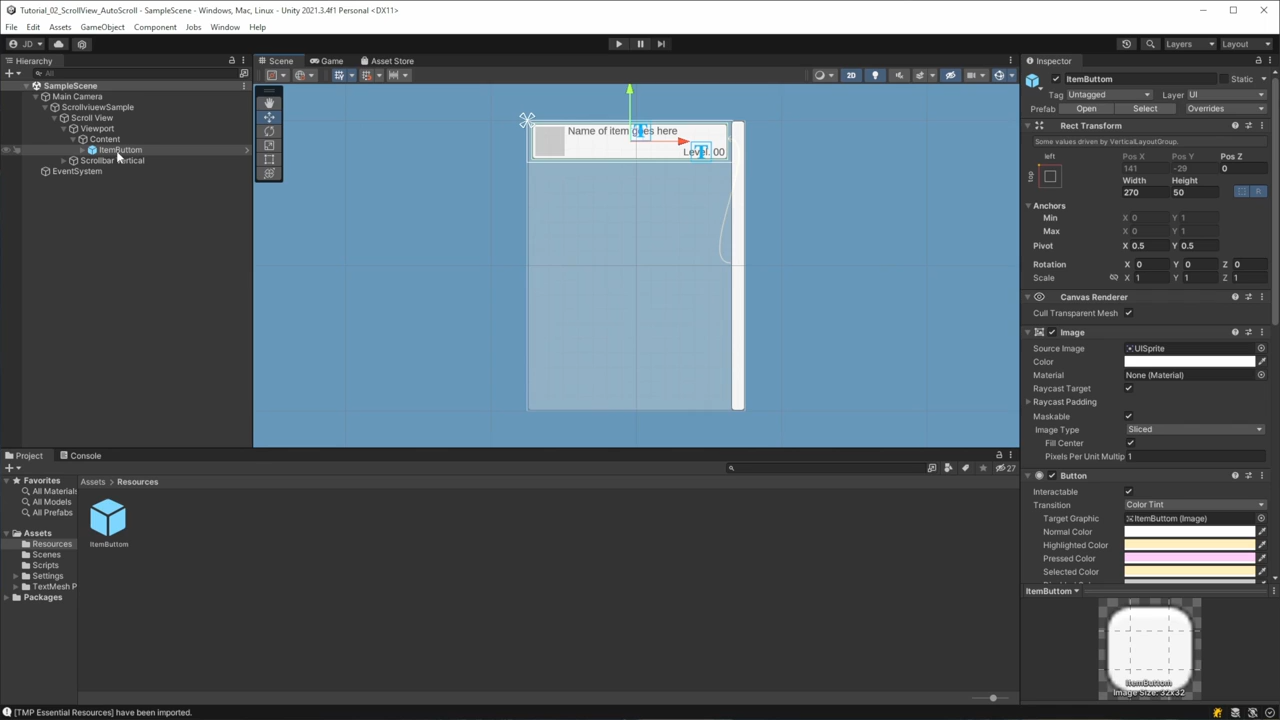 Tutorial_02_ScrollView_AutoScroll - SampleScene - Windows, Mac, Linux - Unity 2021.3.4f1 Personal <DX11>
File Edit Assets GameObject Component Jobs Window Help
JD Layers Layout
Hierarchy Scene Game Asset Store Inspector
All 2D
SampleScene
Main Camera
ScrollviuewSample
Scroll View
Viewport
Content
ItemButtom
Scrollbar Vertical
EventSystem
Name of item goes here
Level. 00
ItemButtom Static
Tag Untagged Layer UI
Prefab Open Select Overrides
Rect Transform
Some values driven by VerticalLayoutGroup.
left Pos X Pos Y Pos Z
top 141 -29 0
Width Height
270 50
Anchors
Min X 0 Y 1
Max X 0 Y 1
Pivot X 0.5 Y 0.5
Rotation X 0 Y 0 Z 0
Scale X 1 Y 1 Z 1
Canvas Renderer
Cull Transparent Mesh
Image
Source Image UISprite
Color
Material None (Material)
Raycast Target
Raycast Padding
Maskable
Image Type Sliced
Fill Center
Pixels Per Unit Multip 1
Button
Interactable
Transition Color Tint
Target Graphic ItemButtom (Image)
Normal Color
Highlighted Color
Pressed Color
Selected Color
ItemButtom
ItemButtom
Image Size: 32x32
Project Console
27
Favorites
All Materials
All Models
All Prefabs
Assets
Resources
Scenes
Scripts
Settings
TextMesh P
Packages
Assets > Resources
ItemButtom
[TMP Essential Resources] have been imported.